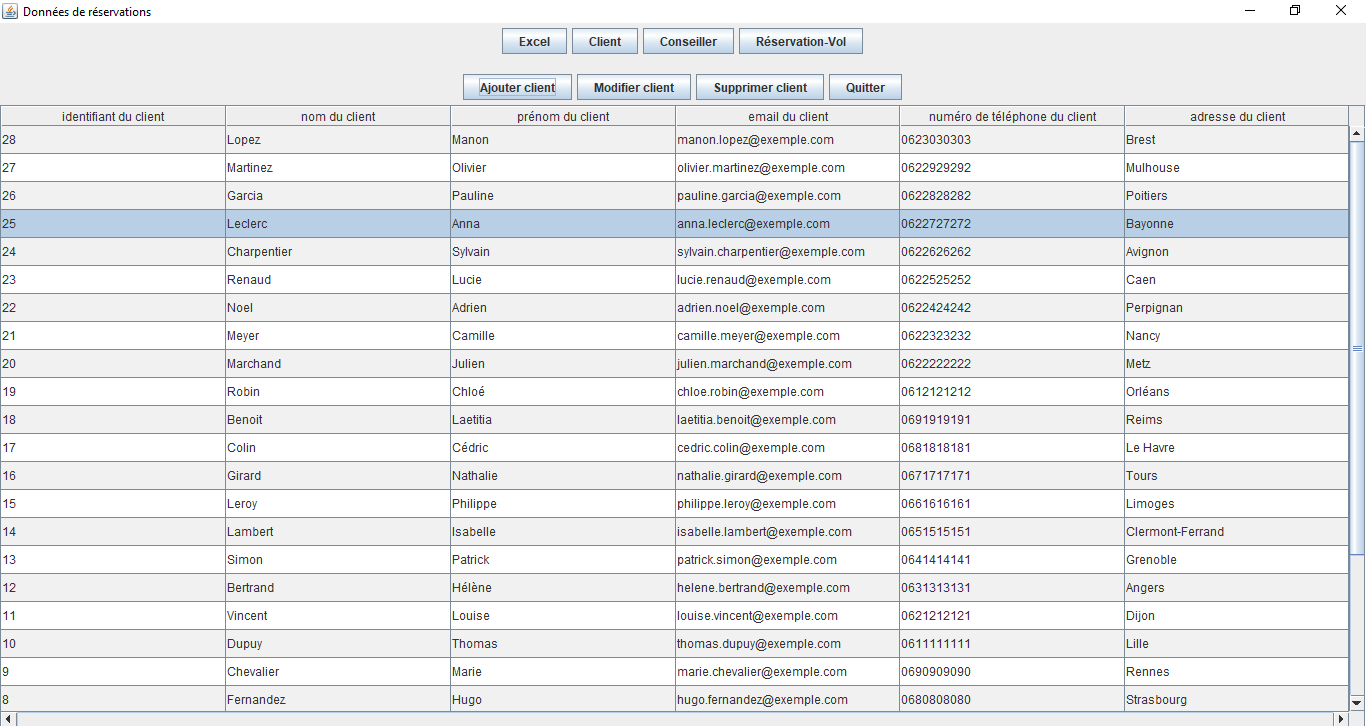 Données de réservations
Excel Client Conseiller Réservation-Vol
Ajouter client Modifier client Supprimer client Quitter
identifiant du client nom du client prénom du client email du client numéro de téléphone du client adresse du client
28 Lopez Manon manon.lopez@exemple.com 0623030303 Brest
27 Martinez Olivier olivier.martinez@exemple.com 0622929292 Mulhouse
26 Garcia Pauline pauline.garcia@exemple.com 0622828282 Poitiers
25 Leclerc Anna anna.leclerc@exemple.com 0622727272 Bayonne
24 Charpentier Sylvain sylvain.charpentier@exemple.com 0622626262 Avignon
23 Renaud Lucie lucie.renaud@exemple.com 0622525252 Caen
22 Noel Adrien adrien.noel@exemple.com 0622424242 Perpignan
21 Meyer Camille camille.meyer@exemple.com 0622323232 Nancy
20 Marchand Julien julien.marchand@exemple.com 0622222222 Metz
19 Robin Chloé chloe.robin@exemple.com 0612121212 Orléans
18 Benoit Laetitia laetitia.benoit@exemple.com 0691919191 Reims
17 Colin Cédric cedric.colin@exemple.com 0681818181 Le Havre
16 Girard Nathalie nathalie.girard@exemple.com 0671717171 Tours
15 Leroy Philippe philippe.leroy@exemple.com 0661616161 Limoges
14 Lambert Isabelle isabelle.lambert@exemple.com 0651515151 Clermont-Ferrand
13 Simon Patrick patrick.simon@exemple.com 0641414141 Grenoble
12 Bertrand Hélène helene.bertrand@exemple.com 0631313131 Angers
11 Vincent Louise louise.vincent@exemple.com 0621212121 Dijon
10 Dupuy Thomas thomas.dupuy@exemple.com 0611111111 Lille
9 Chevalier Marie marie.chevalier@exemple.com 0690909090 Rennes
8 Fernandez Hugo hugo.fernandez@exemple.com 0680808080 Strasbourg